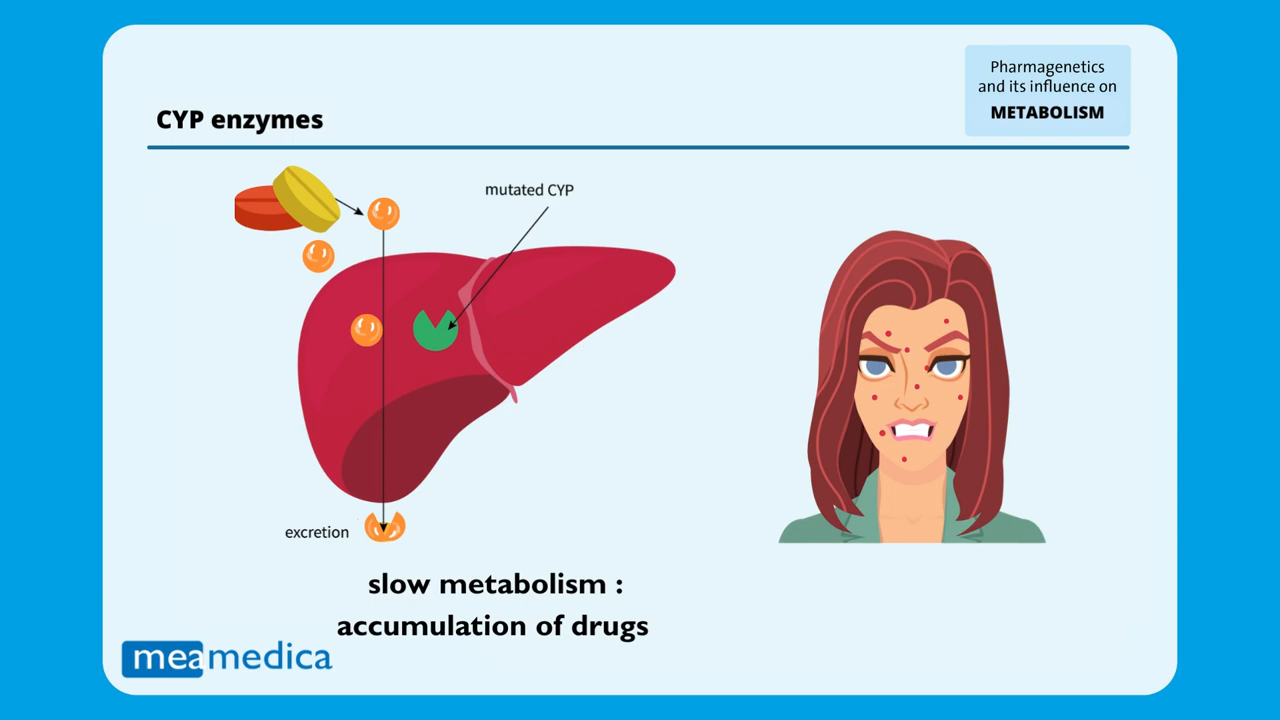 Pharmagenetics
and its influence on
METABOLISM
CYP enzymes
mutated CYP
excretion
slow metabolism :
accumulation of drugs
meamedica